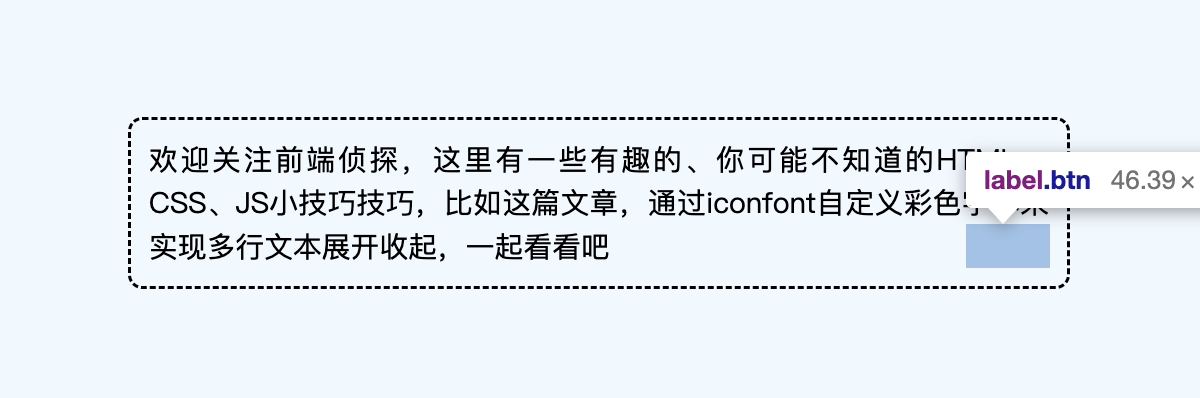 欢迎关注前端侦探，这里有一些有趣的、你可能不知道的HTML
label.btn 46.39 ×
CSS、JS小技巧技巧，比如这篇文章，通过iconfont自定义彩色
实现多行文本展开收起，一起看看吧